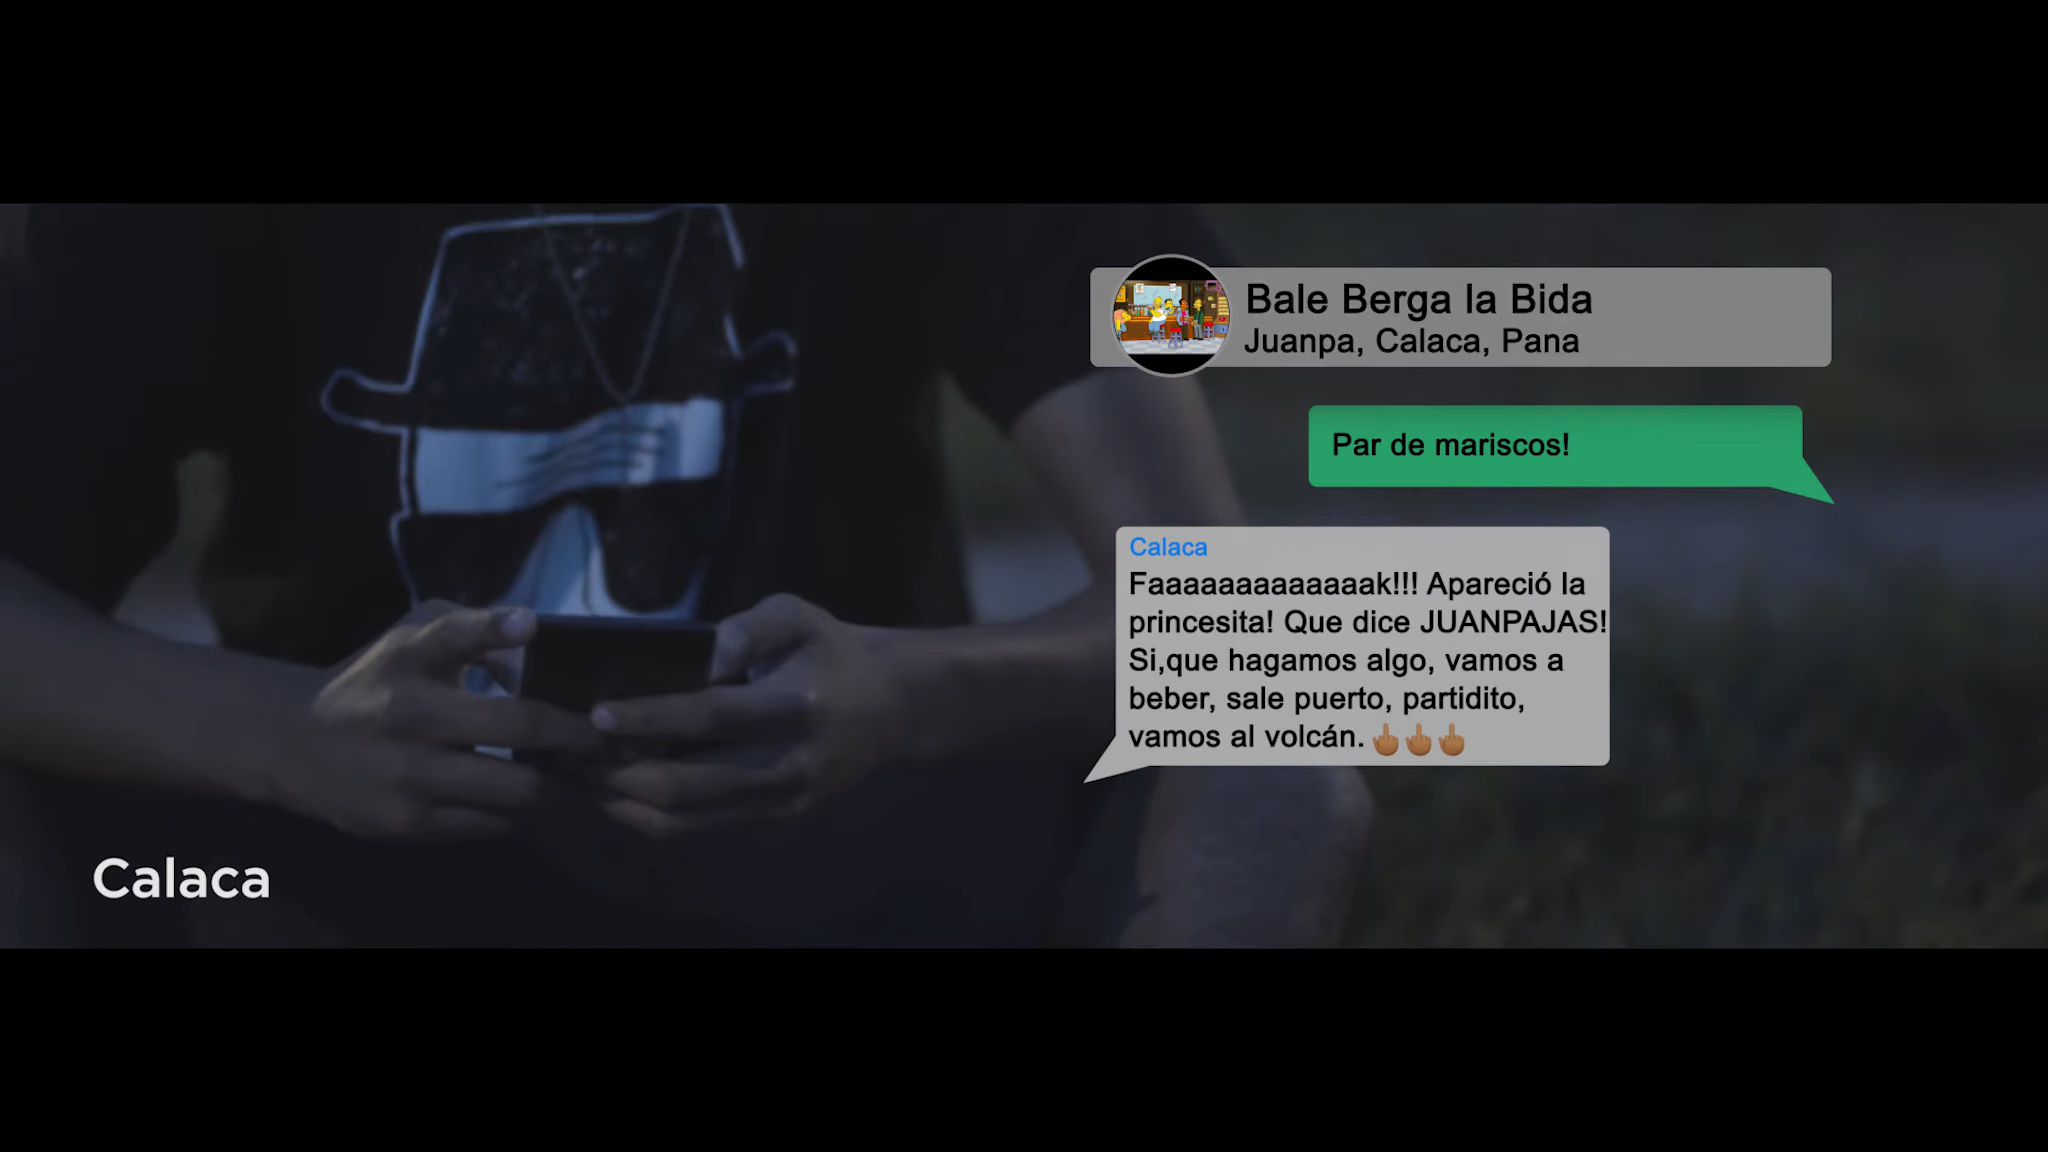 Bale Berga la Bida
Juanpa, Calaca, Pana
Par de mariscos!
Calaca
Faaaaaaaaaaaaak!!! Apareció la
princesita! Que dice JUANPAJAS!
Si,que hagamos algo, vamos a
beber, sale puerto, partidito,
vamos al volcán.🖕🏽🖕🏽🖕🏽
Calaca